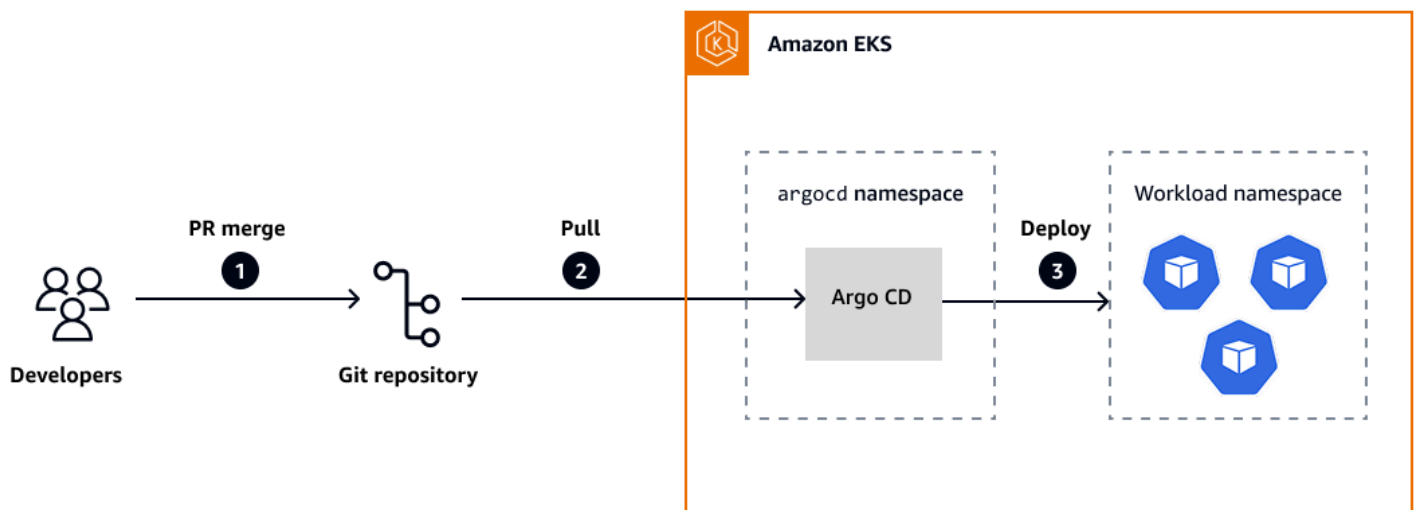 Amazon EKS
argocd namespace
Workload namespace
PR merge
Pull
Deploy
1
2
3
Argo CD
Developers
Git repository
K